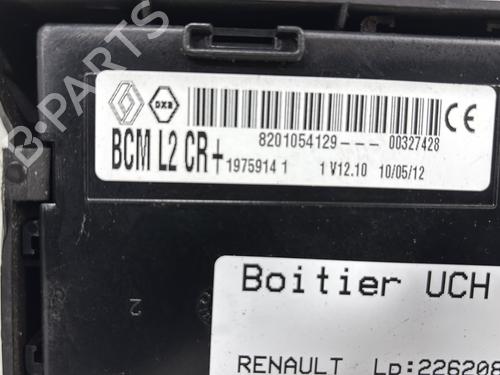 DXB
CE
8201054129--- 00327428
BCM L2 CR+
1975914 1 1 V12.10 10/05/12
B-PARTS
2
Boitier UCH
RENAULT Lp:226208